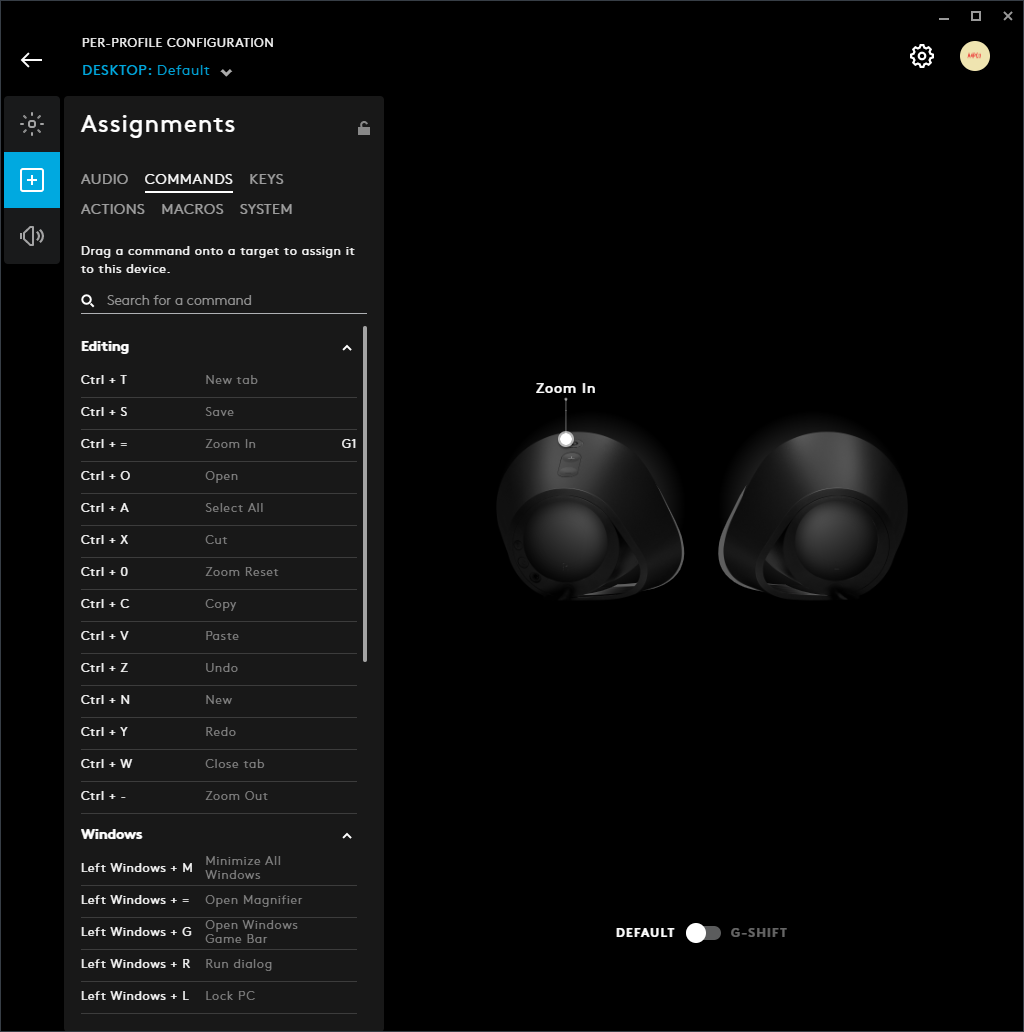 PER-PROFILE CONFIGURATION
DESKTOP: Default
Assignments
AUDIO COMMANDS KEYS
ACTIONS MACROS SYSTEM
Drag a command onto a target to assign it
to this device.
Search for a command
Editing
Ctrl + T New tab
Ctrl + S Save
Ctrl + = Zoom In G1
Ctrl + O Open
Ctrl + A Select All
Ctrl + X Cut
Ctrl + 0 Zoom Reset
Ctrl + C Copy
Ctrl + V Paste
Ctrl + Z Undo
Ctrl + N New
Ctrl + Y Redo
Ctrl + W Close tab
Ctrl + - Zoom Out
Windows
Left Windows + M Minimize All
Windows
Left Windows + = Open Magnifier
Left Windows + G Open Windows
Game Bar
Left Windows + R Run dialog
Left Windows + L Lock PC
Zoom In
DEFAULT G-SHIFT